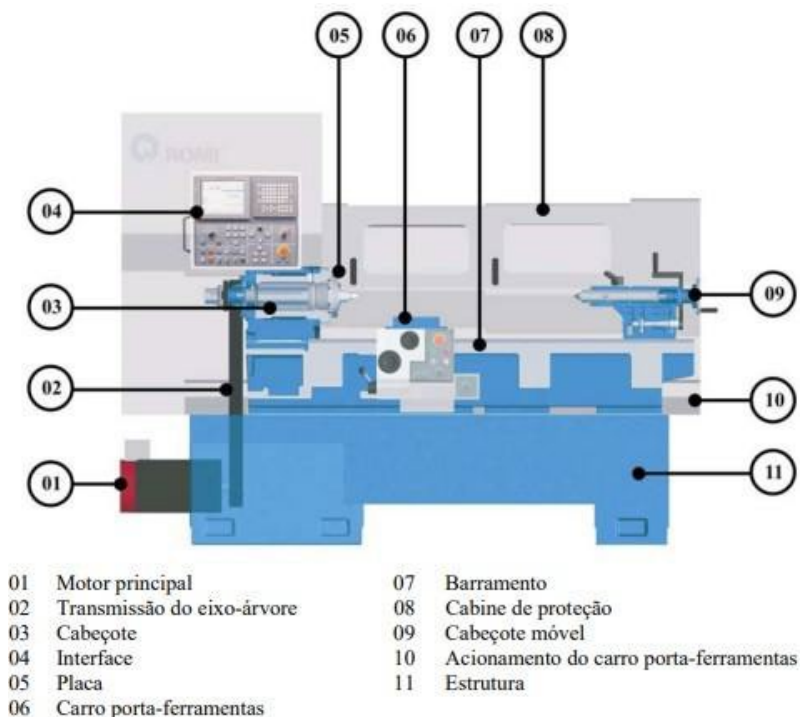 05 06 07 08
ROMI
04
03
09
02
10
01
11
01 Motor principal
02 Transmissão do eixo-árvore
03 Cabeçote
04 Interface
05 Placa
06 Carro porta-ferramentas
07 Barramento
08 Cabine de proteção
09 Cabeçote móvel
10 Acionamento do carro porta-ferramentas
11 Estrutura